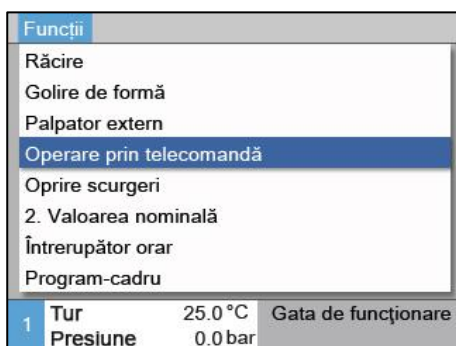 Funcții
Răcire
Golire de formă
Palpator extern
Operare prin telecomandă
Oprire scurgeri
2. Valoarea nominală
Întrerupător orar
Program-cadru
1 Tur 25.0 °C Gata de funcţionare
Presiune 0.0 bar